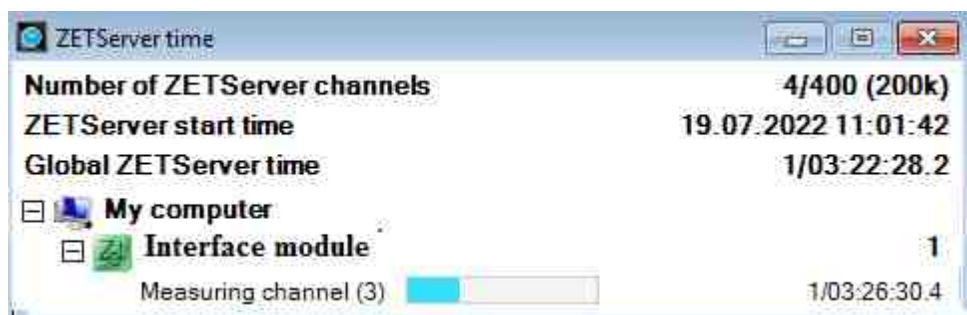 ZETServer time
Number of ZETServer channels 4/400 (200k)
ZETServer start time 19.07.2022 11:01:42
Global ZETServer time 1/03:22:28.2
My computer
Interface module 1
Measuring channel (3) 1/03:26:30.4